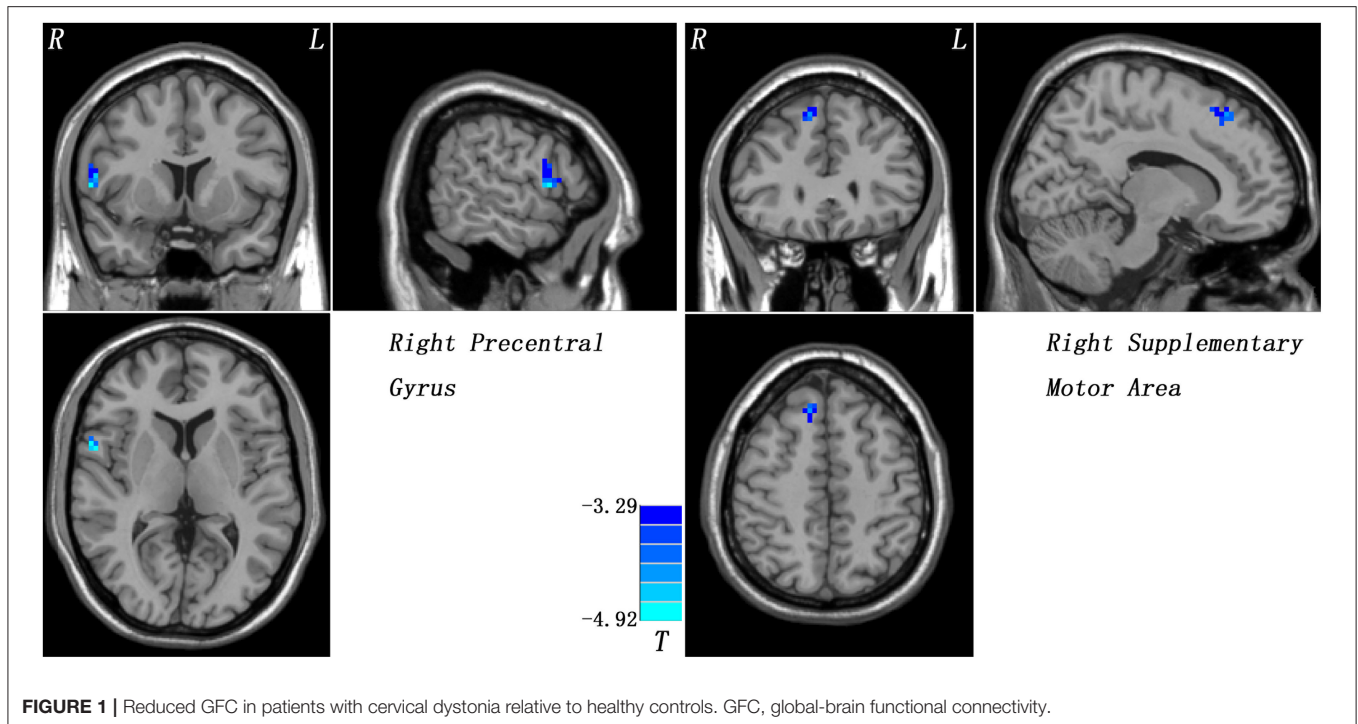 R L
R L
Right Precentral
Gyrus
Right Supplementary
Motor Area
-3.29
-4.92
T
FIGURE 1 | Reduced GFC in patients with cervical dystonia relative to healthy controls. GFC, global-brain functional connectivity.